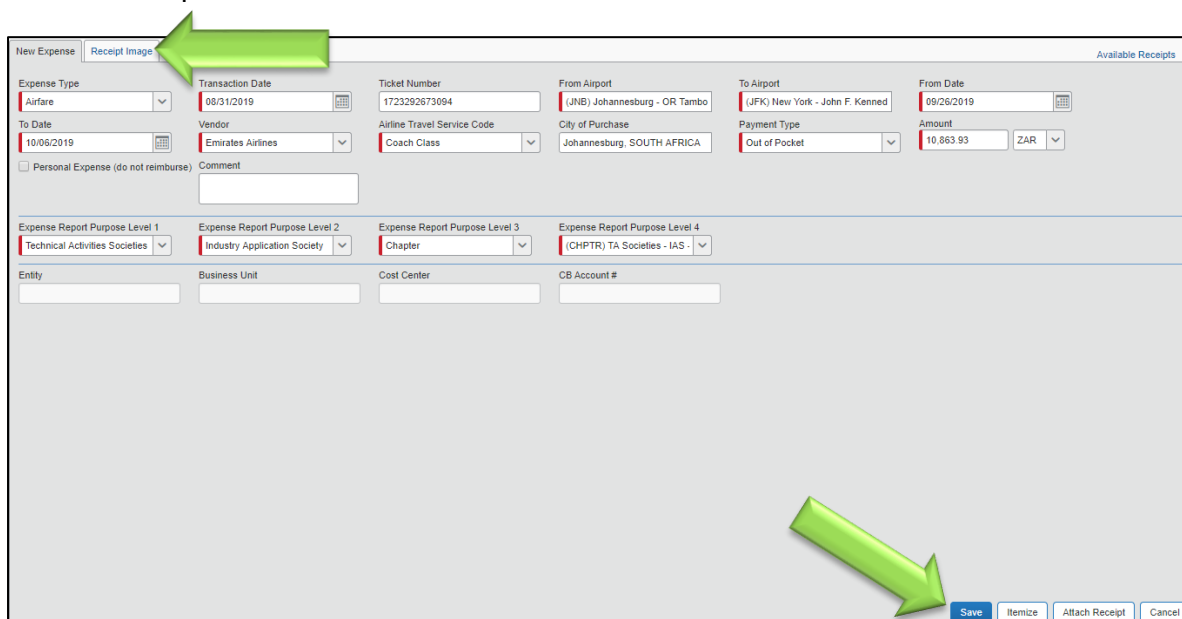 New Expense Receipt Image Available Receipts
Expense Type Transaction Date Ticket Number From Airport To Airport From Date
Airfare 08/31/2019 1723292673094 (JNB) Johannesburg - OR Tambo (JFK) New York - John F. Kenned 09/26/2019
To Date Vendor Airline Travel Service Code City of Purchase Payment Type Amount
10/06/2019 Emirates Airlines Coach Class Johannesburg, SOUTH AFRICA Out of Pocket 10,863.93 ZAR
Personal Expense (do not reimburse) Comment
Expense Report Purpose Level 1 Expense Report Purpose Level 2 Expense Report Purpose Level 3 Expense Report Purpose Level 4
Technical Activities Societies Industry Application Society Chapter (CHPTR) TA Societies - IAS -
Entity Business Unit Cost Center CB Account #
Save Itemize Attach Receipt Cancel